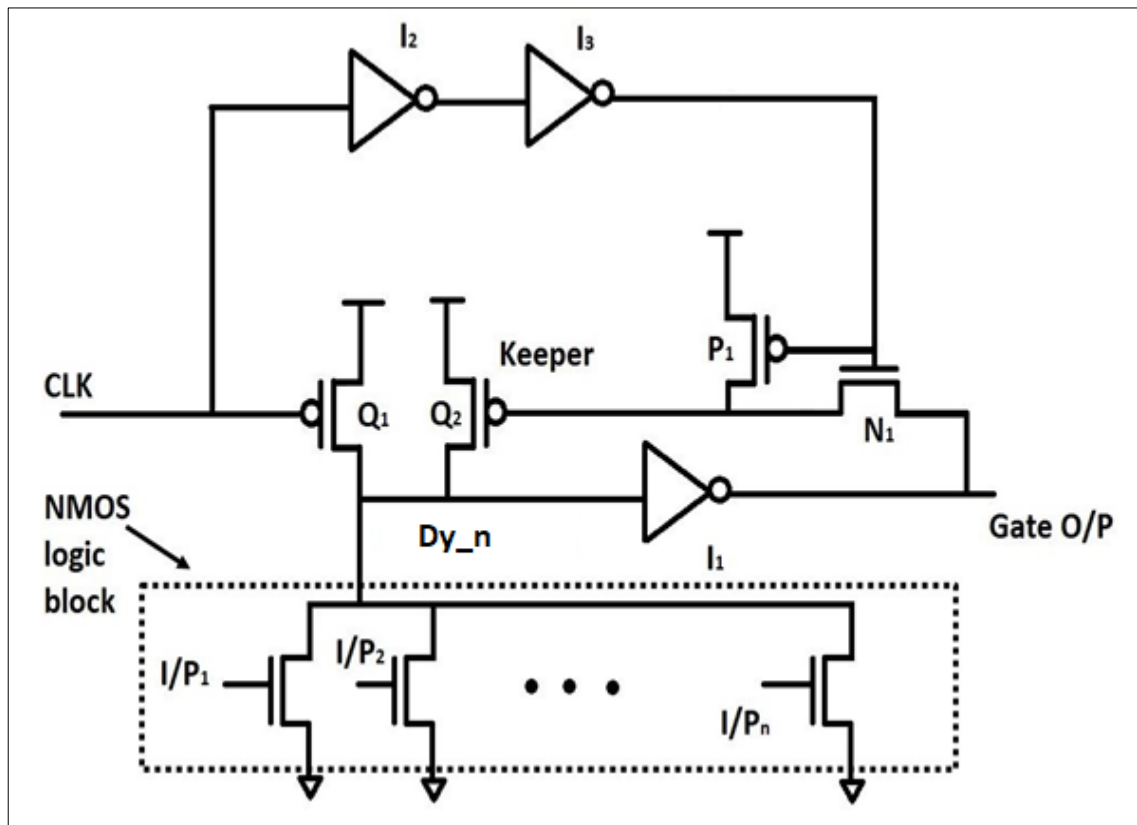 I₂
I₃
P₁
Keeper
CLK
Q₁
Q₂
N₁
NMOS
logic
block
Dy_n
I₁
Gate O/P
I/P₁
I/P₂
• • •
I/Pₙ